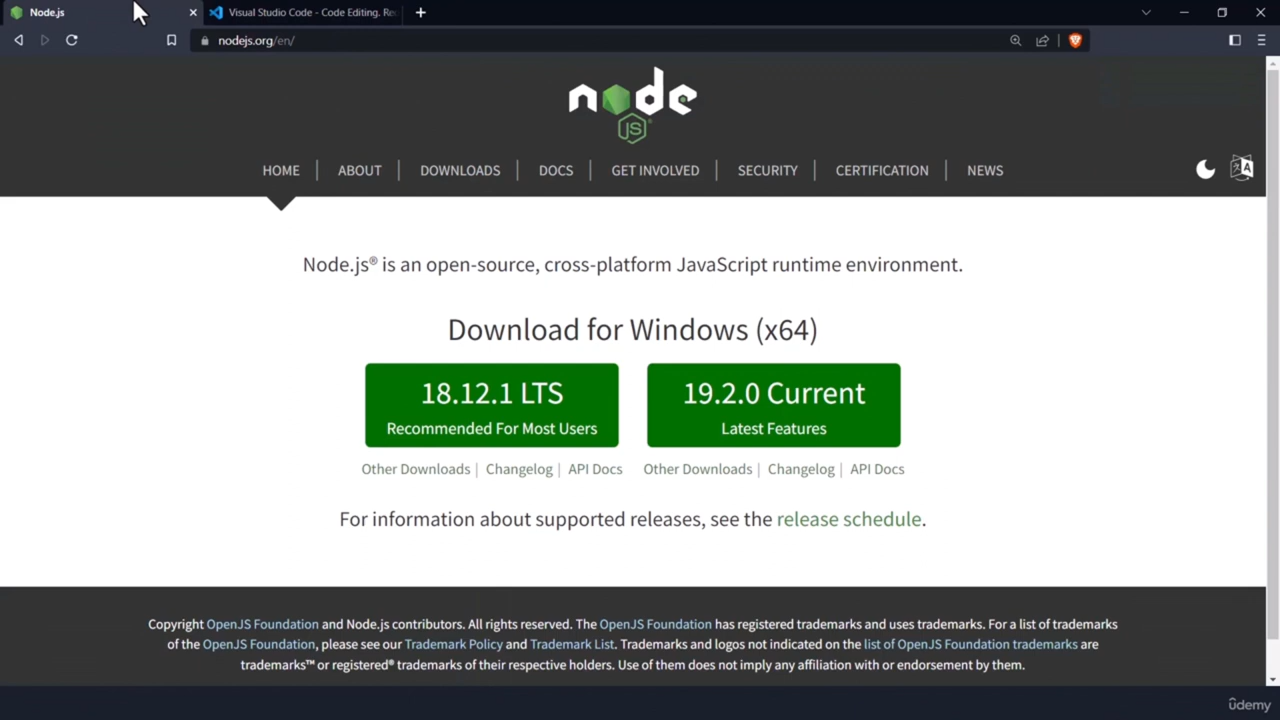 Node.js
Visual Studio Code - Code Editing. Re
nodejs.org/en/
node
JS
HOME | ABOUT | DOWNLOADS | DOCS | GET INVOLVED | SECURITY | CERTIFICATION | NEWS
Node.js® is an open-source, cross-platform JavaScript runtime environment.
Download for Windows (x64)
18.12.1 LTS
Recommended For Most Users
19.2.0 Current
Latest Features
Other Downloads | Changelog | API Docs
Other Downloads | Changelog | API Docs
For information about supported releases, see the release schedule.
Copyright OpenJS Foundation and Node.js contributors. All rights reserved. The OpenJS Foundation has registered trademarks and uses trademarks. For a list of trademarks
of the OpenJS Foundation, please see our Trademark Policy and Trademark List. Trademarks and logos not indicated on the list of OpenJS Foundation trademarks are
trademarks™ or registered® trademarks of their respective holders. Use of them does not imply any affiliation with or endorsement by them.
ûdemy